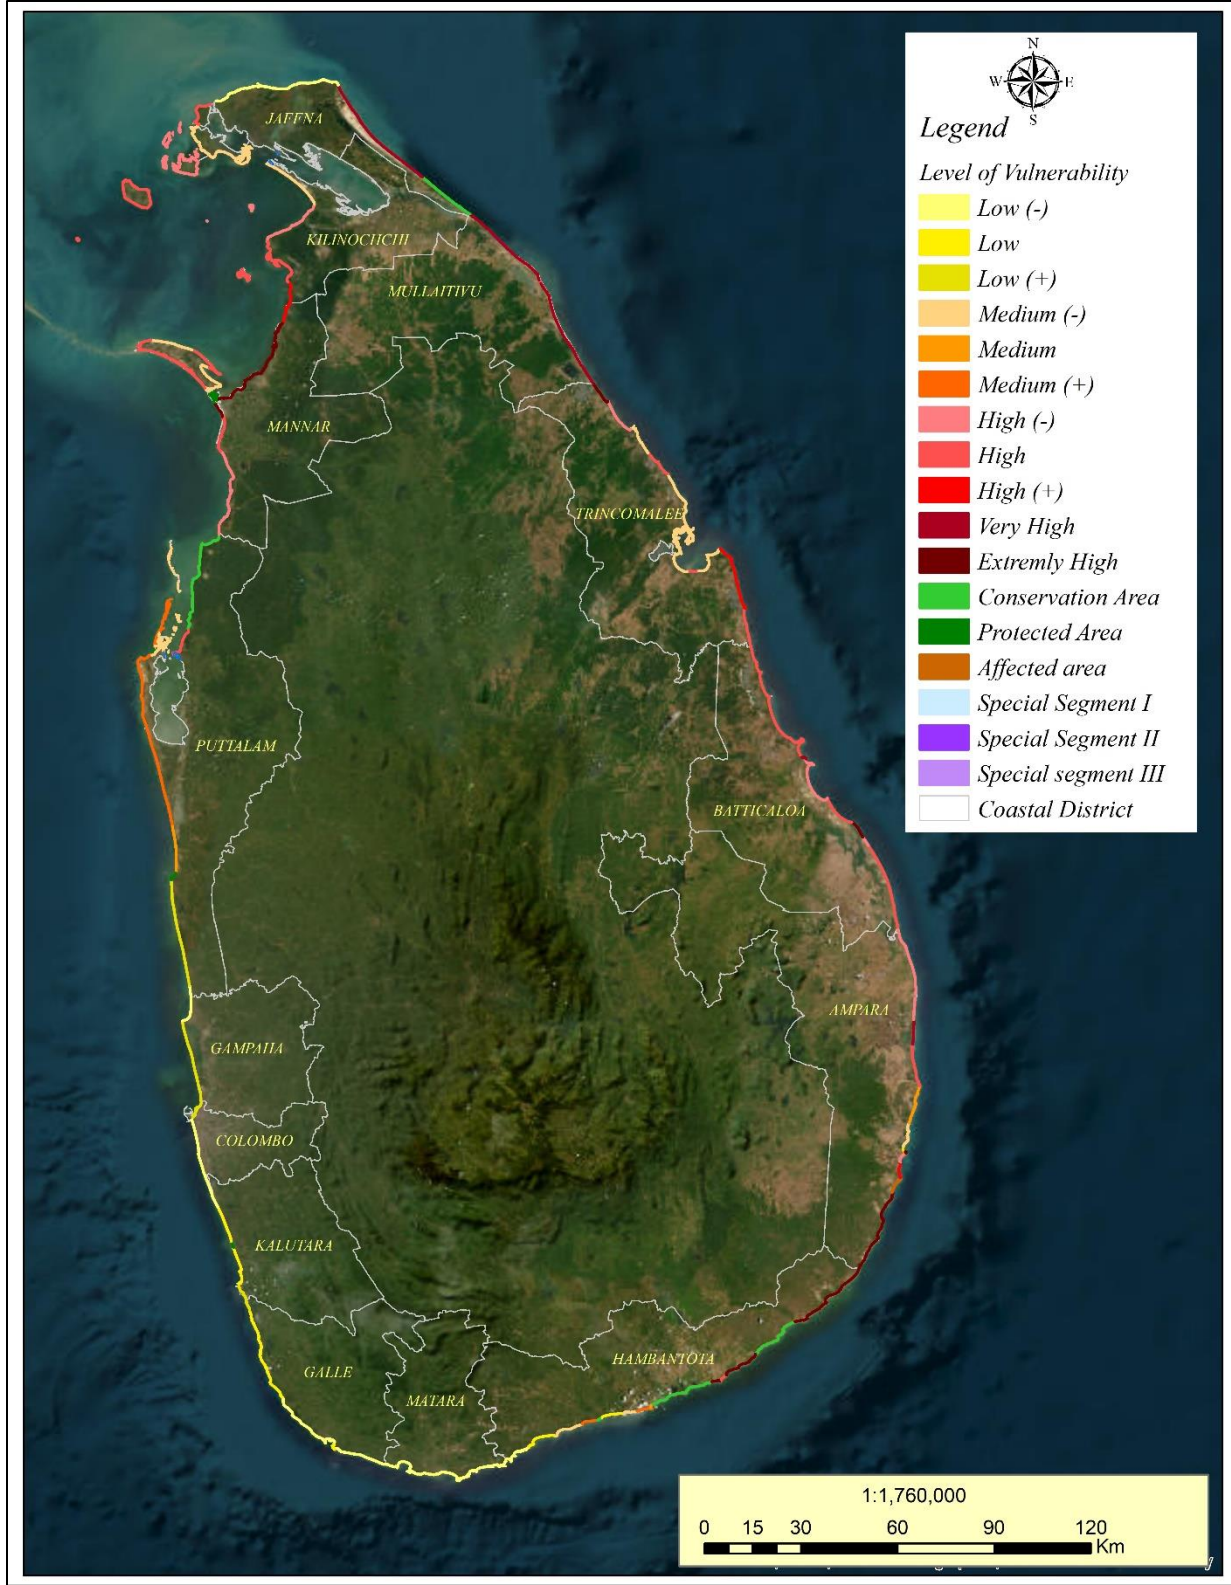 N
W E
S
Legend
Level of Vulnerability
Low (-)
Low
Low (+)
Medium (-)
Medium
Medium (+)
High (-)
High
High (+)
Very High
Extremly High
Conservation Area
Protected Area
Affected area
Special Segment I
Special Segment II
Special segment III
Coastal District
JAFFNA
KILINOCHCHI
MULLAITIVU
MANNAR
TRINCOMALEE
PUTTALAM
BATTICALOA
AMPARA
GAMPAHA
COLOMBO
KALUTARA
GALLE
MATARA
HAMBANTOTA
1:1,760,000
0 15 30 60 90 120
Km